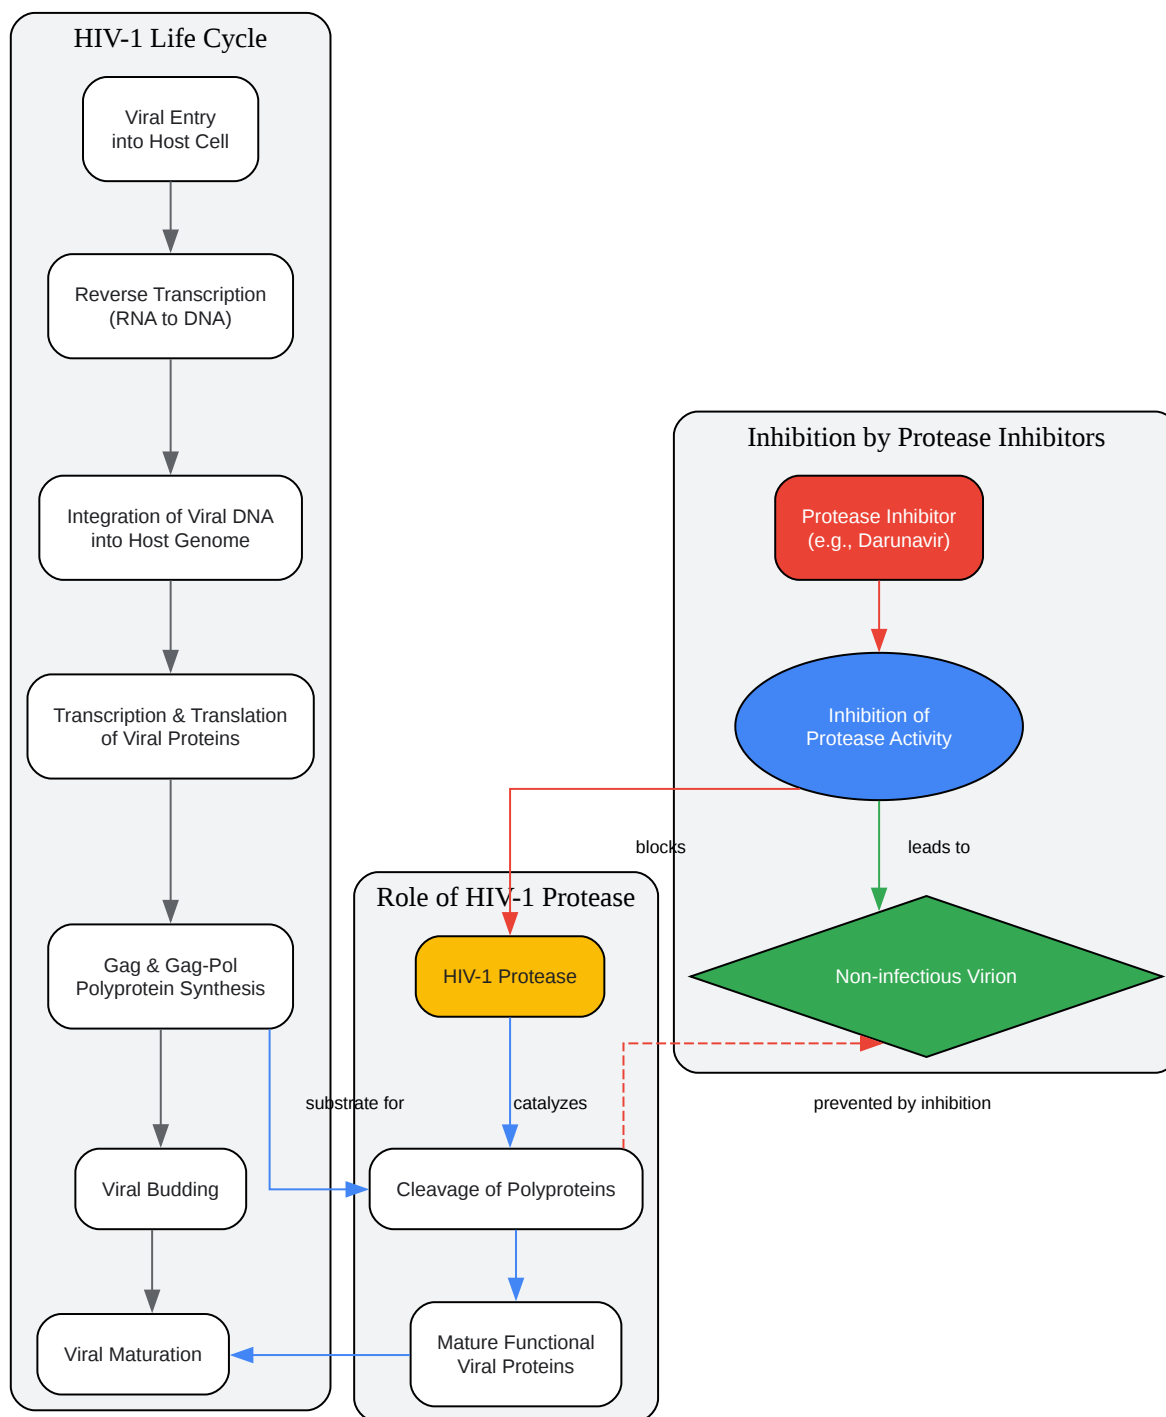 HIV-1 Life Cycle
Viral Entry
into Host Cell
Reverse Transcription
(RNA to DNA)
Integration of Viral DNA
into Host Genome
Transcription & Translation
of Viral Proteins
Gag & Gag-Pol
Polyprotein Synthesis
Viral Budding
Viral Maturation
substrate for
Role of HIV-1 Protease
HIV-1 Protease
catalyzes
Cleavage of Polyproteins
Mature Functional
Viral Proteins
Inhibition by Protease Inhibitors
Protease Inhibitor
(e.g., Darunavir)
Inhibition of
Protease Activity
blocks
leads to
Non-infectious Virion
prevented by inhibition